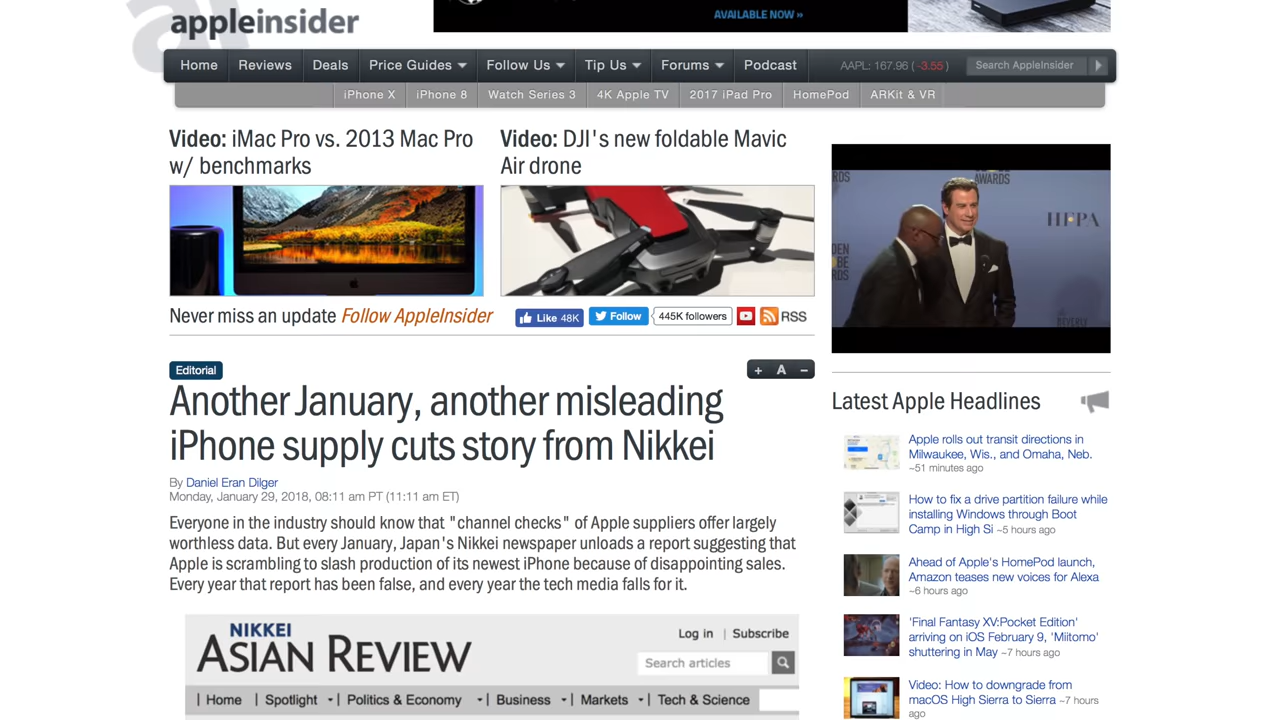 appleinsider
AVAILABLE NOW »
Home
Reviews
Deals
Price Guides
Follow Us
Tip Us
Forums
Podcast
AAPL: 167.96 ( -3.55 )
Search AppleInsider
iPhone X
iPhone 8
Watch Series 3
4K Apple TV
2017 iPad Pro
HomePod
ARKit & VR
Video: iMac Pro vs. 2013 Mac Pro
w/ benchmarks
Video: DJI's new foldable Mavic
Air drone
AWARDS
HFPA
Never miss an update Follow AppleInsider
Like 48K
Follow
445K followers
RSS
Editorial
+ A −
Another January, another misleading
iPhone supply cuts story from Nikkei
By Daniel Eran Dilger
Monday, January 29, 2018, 08:11 am PT (11:11 am ET)
Everyone in the industry should know that "channel checks" of Apple suppliers offer largely
worthless data. But every January, Japan's Nikkei newspaper unloads a report suggesting that
Apple is scrambling to slash production of its newest iPhone because of disappointing sales.
Every year that report has been false, and every year the tech media falls for it.
NIKKEI
ASIAN REVIEW
Log in | Subscribe
Search articles
| Home | Spotlight | Politics & Economy | Business | Markets | Tech & Science
Latest Apple Headlines
Apple rolls out transit directions in
Milwaukee, Wis., and Omaha, Neb.
~51 minutes ago
How to fix a drive partition failure while
installing Windows through Boot
Camp in High Si ~5 hours ago
Ahead of Apple's HomePod launch,
Amazon teases new voices for Alexa
~6 hours ago
'Final Fantasy XV:Pocket Edition'
arriving on iOS February 9, 'Miitomo'
shuttering in May ~7 hours ago
Video: How to downgrade from
macOS High Sierra to Sierra ~7 hours
ago